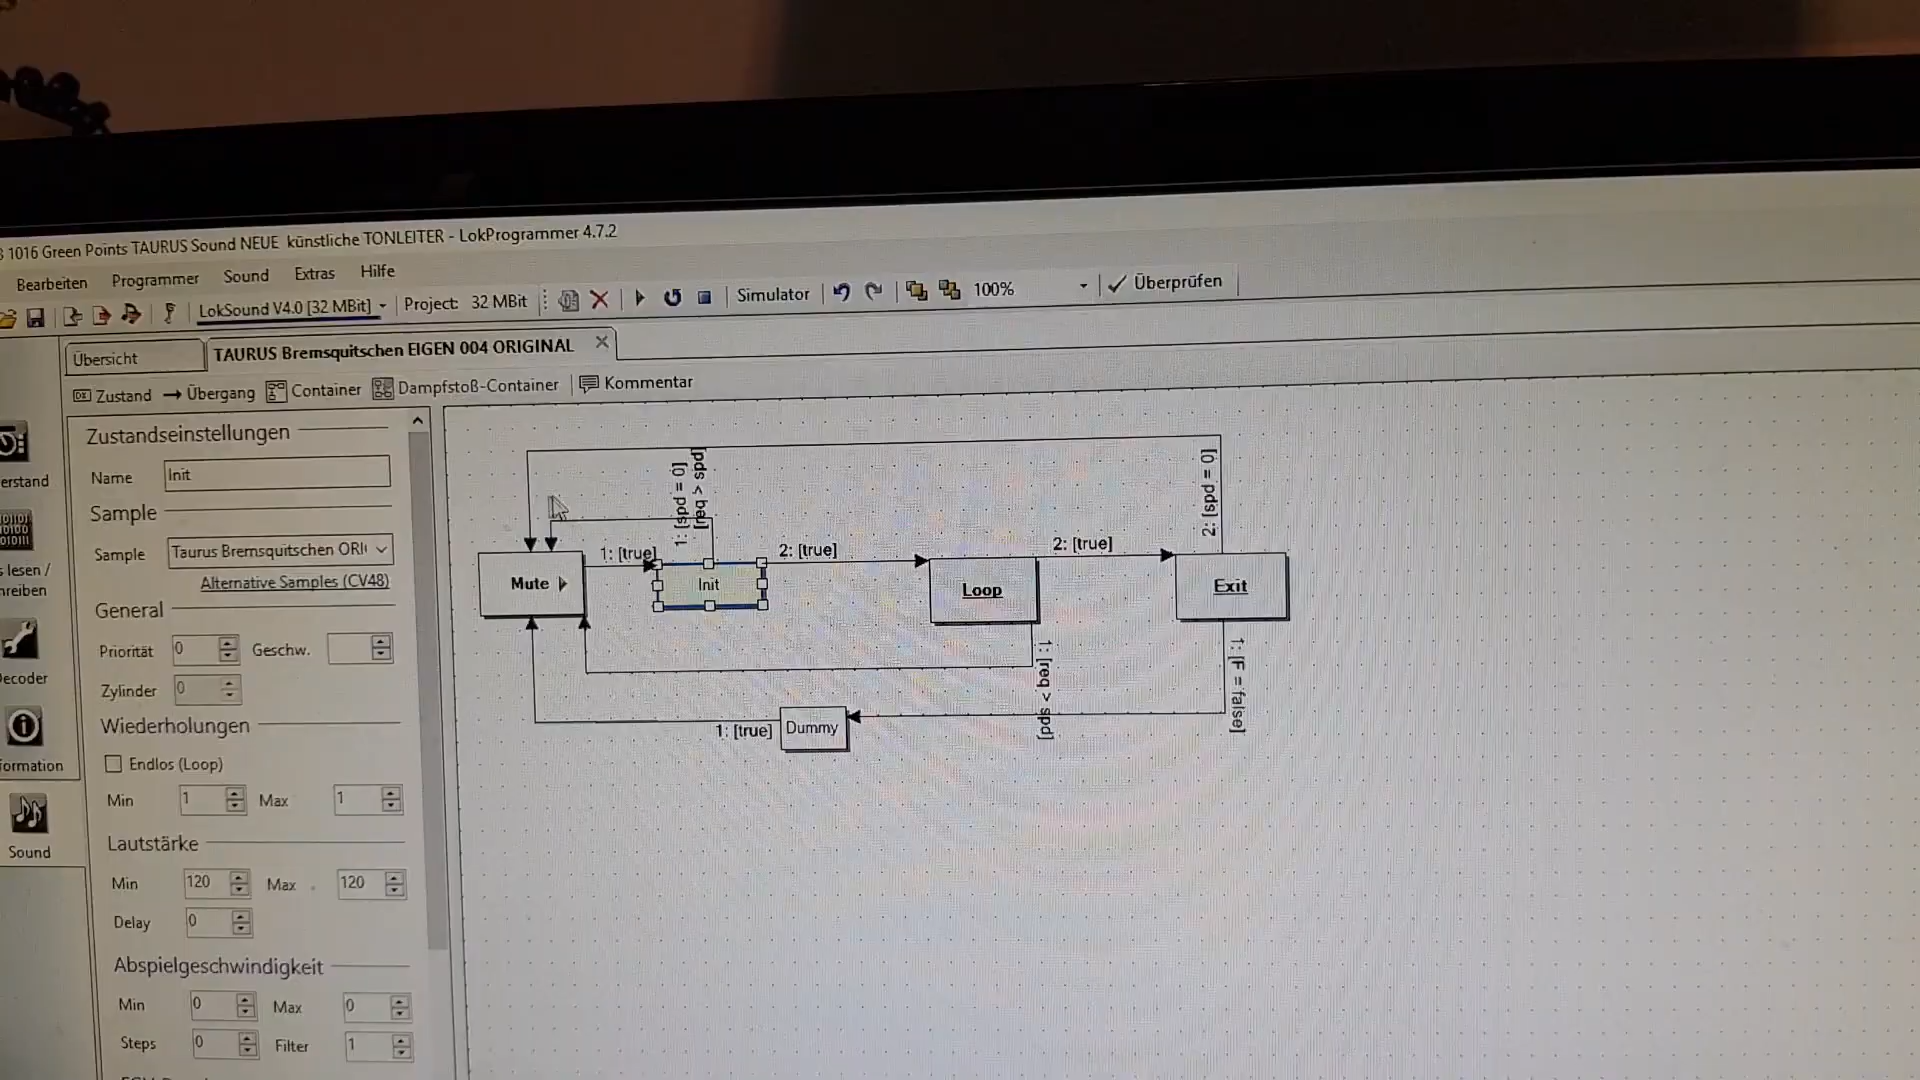 1016 Green Points TAURUS Sound NEUE künstliche TONLEITER - LokProgrammer 4.7.2
Bearbeiten Programmer Sound Extras Hilfe
LokSound V4.0 [32 MBit] Project: 32 MBit Simulator 100% Überprüfen
Übersicht TAURUS Bremsquitschen EIGEN 004 ORIGINAL
Zustand Übergang Container Dampfstoß-Container Kommentar
Zustandseinstellungen
Name Init
Sample
Sample Taurus Bremsquitschen ORI
Alternative Samples (CV48)
General
Priorität 0 Geschw.
Zylinder 0
Wiederholungen
Endlos (Loop)
Min 1 Max 1
Lautstärke
Min 120 Max 120
Delay 0
Abspielgeschwindigkeit
Min 0 Max 0
Steps 0 Filter 1
erstand
s lesen /
hreiben
ecoder
formation
Sound
1: [spd = 0]
[req > spd]
2: [spd = 0]
1: [true]
2: [true]
2: [true]
Mute
Init
Loop
Exit
1: [req > spd]
1: [F = false]
1: [true]
Dummy